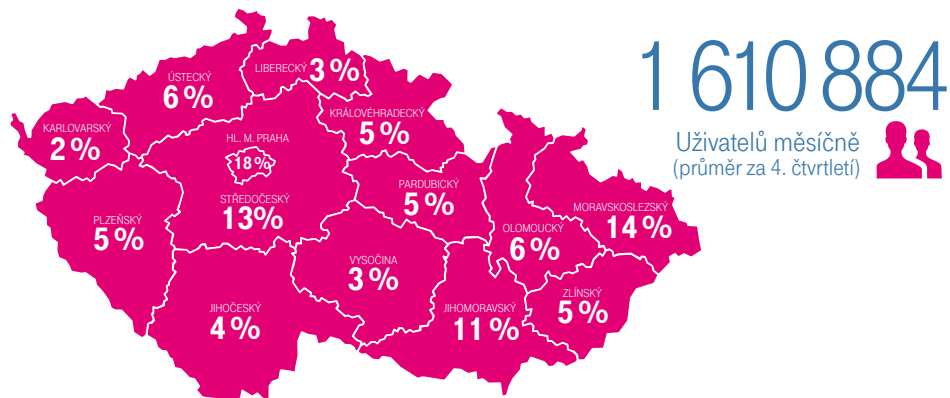 1 610 884
Uživatelů měsíčně
(průměr za 4. čtvrtletí)
LIBERECKÝ 3 %
ÚSTECKÝ
6 %
KARLOVARSKÝ
2 %
HL. M. PRAHA
18 %
KRÁLOVÉHRADECKÝ
5 %
STŘEDOČESKÝ
13%
PARDUBICKÝ
5 %
PLZEŇSKÝ
5 %
MORAVSKOSLEZSKÝ
14 %
OLOMOUCKÝ
6 %
VYSOČINA
3 %
JIHOČESKÝ
4 %
JIHOMORAVSKÝ
11 %
ZLÍNSKÝ
5 %